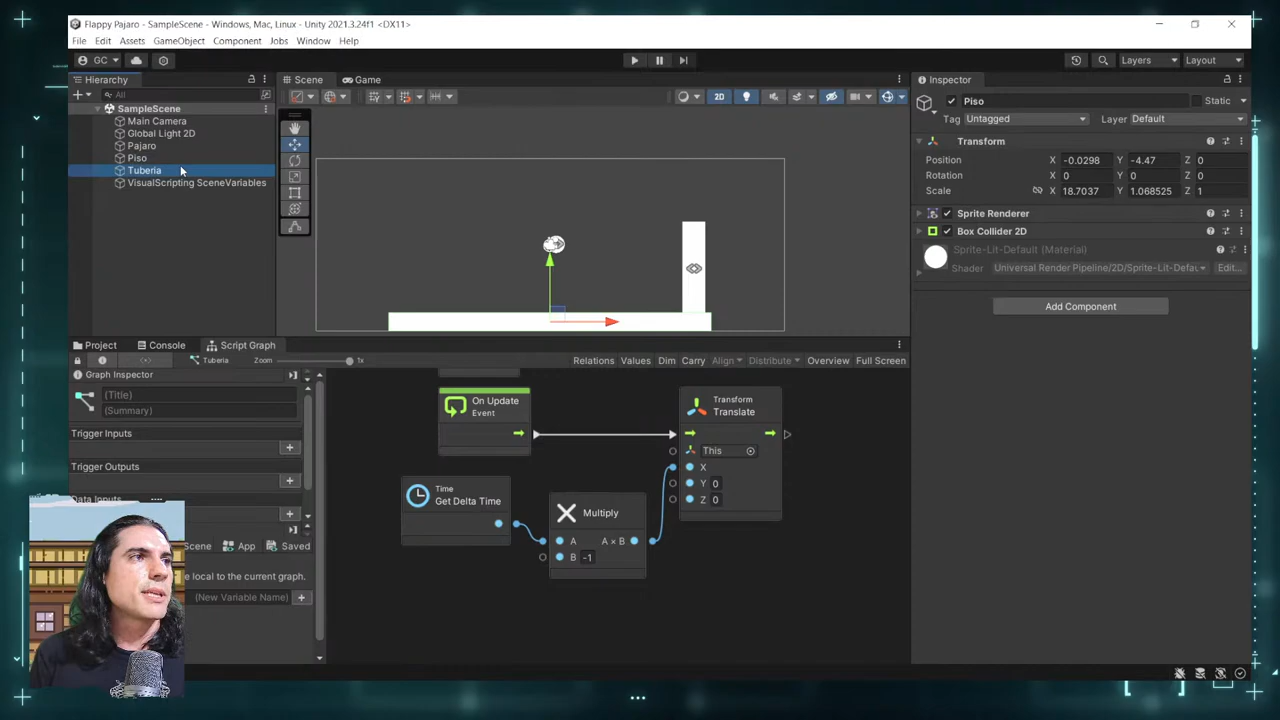 Flappy Pajaro - SampleScene - Windows, Mac, Linux - Unity 2021.3.24f1 <DX11>
File Edit Assets GameObject Component Jobs Window Help
GC
Layers Layout
Hierarchy
All
SampleScene
Main Camera
Global Light 2D
Pajaro
Piso
Tuberia
VisualScripting SceneVariables
Scene Game
2D
Inspector
Piso Static
Tag Untagged Layer Default
Transform
Position X -0.0298 Y -4.47 Z 0
Rotation X 0 Y 0 Z 0
Scale X 18.7037 Y 1.068525 Z 1
Sprite Renderer
Box Collider 2D
Sprite-Lit-Default (Material)
Shader Universal Render Pipeline/2D/Sprite-Lit-Defau Edit...
Add Component
Project Console Script Graph
Tuberia Zoom 1x Relations Values Dim Carry Align Distribute Overview Full Screen
Graph Inspector
(Title)
(Summary)
Trigger Inputs
Trigger Outputs
Data Inputs
Scene App Saved
e local to the current graph.
(New Variable Name)
On Update
Event
Transform
Translate
This
X
Y 0
Z 0
Time
Get Delta Time
Multiply
A A × B
B -1